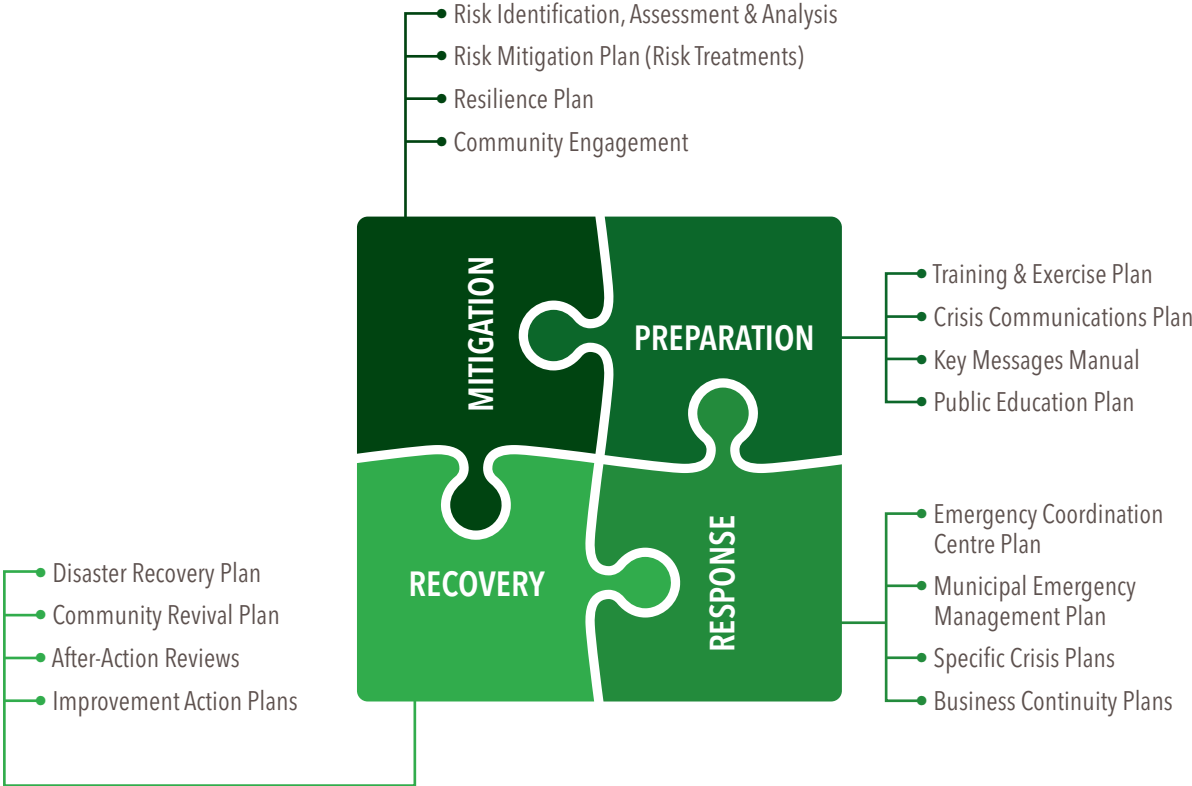 Risk Identification, Assessment & Analysis
Risk Mitigation Plan (Risk Treatments)
Resilience Plan
Community Engagement
MITIGATION
PREPARATION
Training & Exercise Plan
Crisis Communications Plan
Key Messages Manual
Public Education Plan
RECOVERY
RESPONSE
Emergency Coordination
Centre Plan
Municipal Emergency
Management Plan
Specific Crisis Plans
Business Continuity Plans
Disaster Recovery Plan
Community Revival Plan
After-Action Reviews
Improvement Action Plans